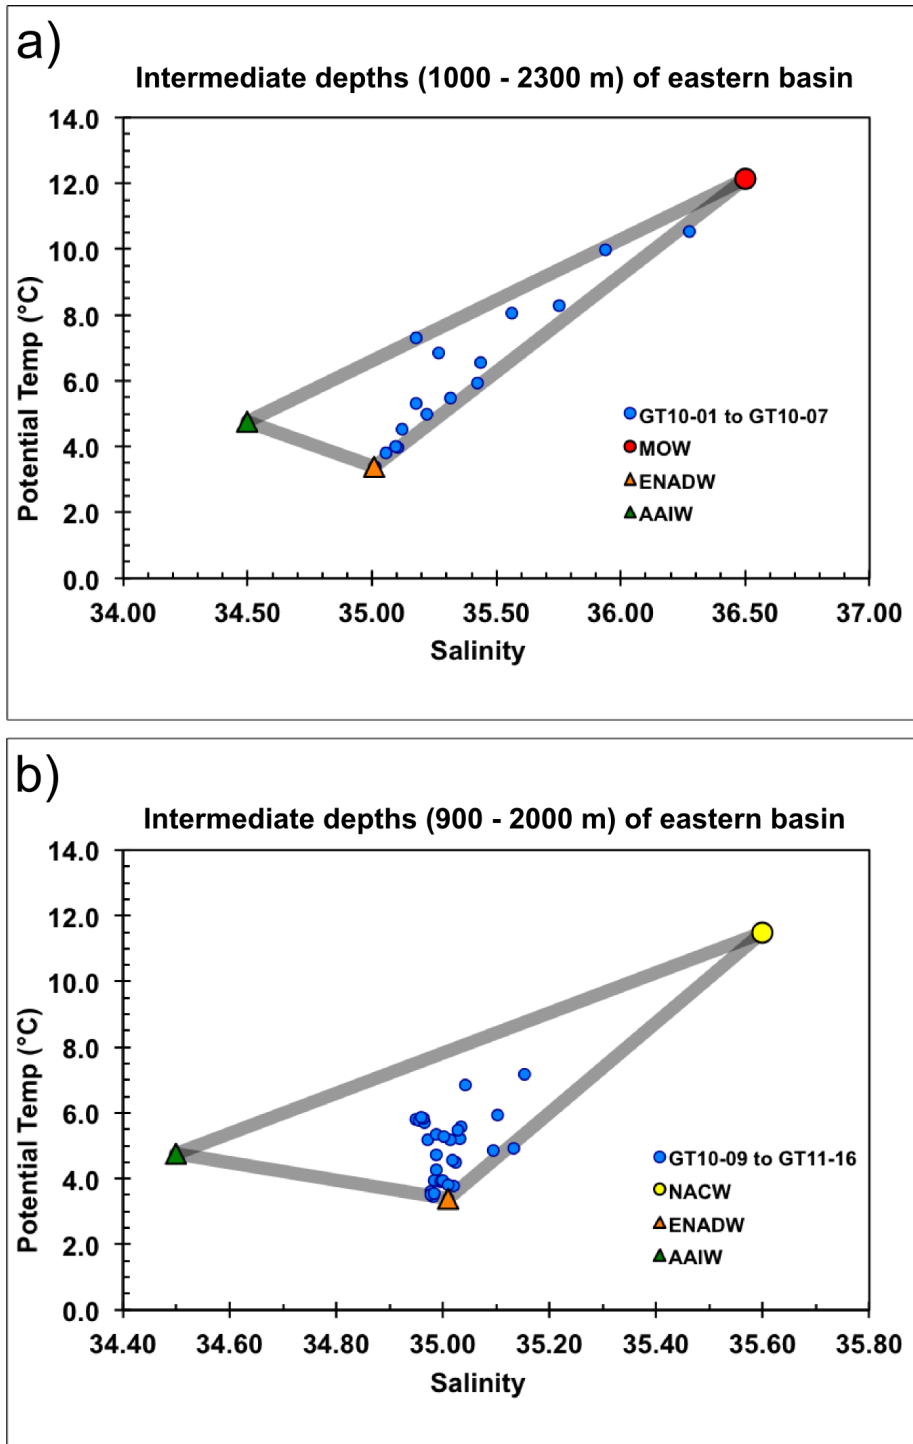 a)
Intermediate depths (1000 - 2300 m) of eastern basin
14.0
12.0
10.0
8.0
6.0
4.0
2.0
0.0
Potential Temp (°C)
GT10-01 to GT10-07
MOW
ENADW
AAIW
34.00 34.50 35.00 35.50 36.00 36.50 37.00
Salinity
b)
Intermediate depths (900 - 2000 m) of eastern basin
14.0
12.0
10.0
8.0
6.0
4.0
2.0
0.0
Potential Temp (°C)
GT10-09 to GT11-16
NACW
ENADW
AAIW
34.40 34.60 34.80 35.00 35.20 35.40 35.60 35.80
Salinity